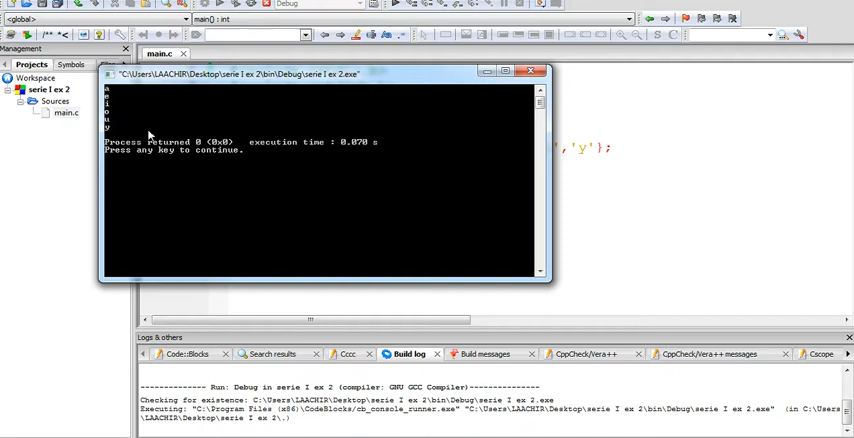 Debug
<global>
main() : int
/** *<
S C
Management
main.c
Projects
Symbols
Workspace
serie I ex 2
Sources
main.c
"C:\Users\LAACHIR\Desktop\serie I ex 2\bin\Debug\serie I ex 2.exe"
a
e
i
o
u
y
Process returned 0 (0x0)   execution time : 0.070 s
Press any key to continue.
','y'};
Logs & others
Code::Blocks
Search results
Cccc
Build log
Build messages
CppCheck/Vera++
CppCheck/Vera++ messages
Cscope
-------------- Run: Debug in serie I ex 2 (compiler: GNU GCC Compiler)---------------
Checking for existence: C:\Users\LAACHIR\Desktop\serie I ex 2\bin\Debug\serie I ex 2.exe
Executing: "C:\Program Files (x86)\CodeBlocks/cb_console_runner.exe" "C:\Users\LAACHIR\Desktop\serie I ex 2\bin\Debug\serie I ex 2.exe"  (in C:\Users
\LAACHIR\Desktop\serie I ex 2\.)